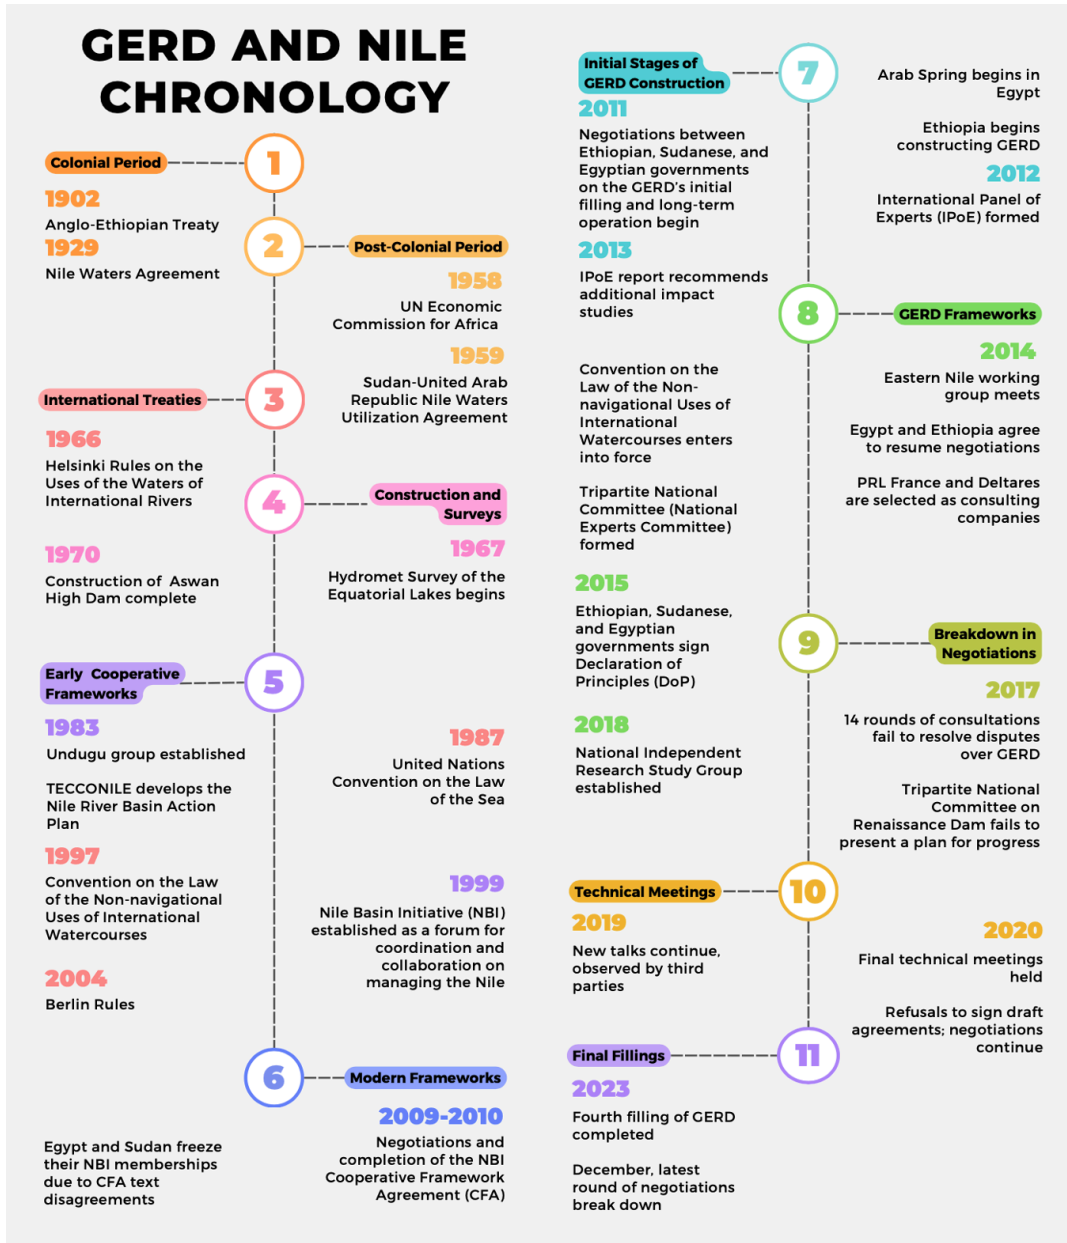 GERD AND NILE
CHRONOLOGY
1
Colonial Period
1902
Anglo-Ethiopian Treaty
1929
Nile Waters Agreement
2
Post-Colonial Period
1958
UN Economic
Commission for Africa
1959
Sudan-United Arab
Republic Nile Waters
Utilization Agreement
3
International Treaties
1966
Helsinki Rules on the
Uses of the Waters of
International Rivers
4
Construction and
Surveys
1967
Hydromet Survey of the
Equatorial Lakes begins
1970
Construction of Aswan
High Dam complete
5
Early Cooperative
Frameworks
1983
Undugu group established
TECCONILE develops the
Nile River Basin Action
Plan
1987
United Nations
Convention on the Law
of the Sea
1997
Convention on the Law
of the Non-navigational
Uses of International
Watercourses
1999
Nile Basin Initiative (NBI)
established as a forum for
coordination and
collaboration on
managing the Nile
2004
Berlin Rules
6
Modern Frameworks
2009-2010
Negotiations and
completion of the NBI
Cooperative Framework
Agreement (CFA)
Egypt and Sudan freeze
their NBI memberships
due to CFA text
disagreements
Initial Stages of
GERD Construction
7
2011
Negotiations between
Ethiopian, Sudanese, and
Egyptian governments
on the GERD's initial
filling and long-term
operation begin
Arab Spring begins in
Egypt
Ethiopia begins
constructing GERD
2012
International Panel of
Experts (IPoE) formed
2013
IPoE report recommends
additional impact
studies
8
GERD Frameworks
2014
Eastern Nile working
group meets
Egypt and Ethiopia agree
to resume negotiations
PRL France and Deltares
are selected as consulting
companies
Convention on the
Law of the Non-
navigational Uses of
International
Watercourses enters
into force
Tripartite National
Committee (National
Experts Committee)
formed
2015
Ethiopian, Sudanese,
and Egyptian
governments sign
Declaration of
Principles (DoP)
9
Breakdown in
Negotiations
2017
14 rounds of consultations
fail to resolve disputes
over GERD
Tripartite National
Committee on
Renaissance Dam fails to
present a plan for progress
2018
National Independent
Research Study Group
established
Technical Meetings
10
2019
New talks continue,
observed by third
parties
2020
Final technical meetings
held
Refusals to sign draft
agreements; negotiations
continue
Final Fillings
11
2023
Fourth filling of GERD
completed
December, latest
round of negotiations
break down